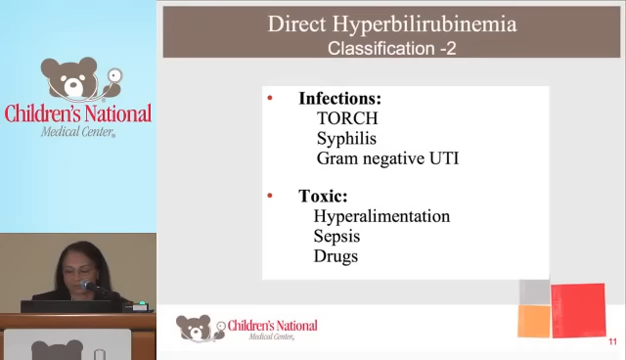 Children's National
Medical Center
Direct Hyperbilirubinemia
Classification -2
• Infections:
TORCH
Syphilis
Gram negative UTI
• Toxic:
Hyperalimentation
Sepsis
Drugs
Children's National
Medical Center
11